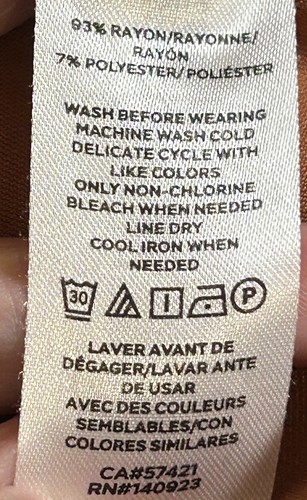 93% RAYON/RAYONNE/
RAYÓN
7% POLYESTER/POLIÉSTER
WASH BEFORE WEARING
MACHINE WASH COLD
DELICATE CYCLE WITH
LIKE COLORS
ONLY NON-CHLORINE
BLEACH WHEN NEEDED
LINE DRY
COOL IRON WHEN
NEEDED
30 P
LAVER AVANT DE
DÉGAGER/LAVAR ANTE
DE USAR
AVEC DES COULEURS
SEMBLABLES/CON
COLORES SIMILARES
CA#57421
RN#140923